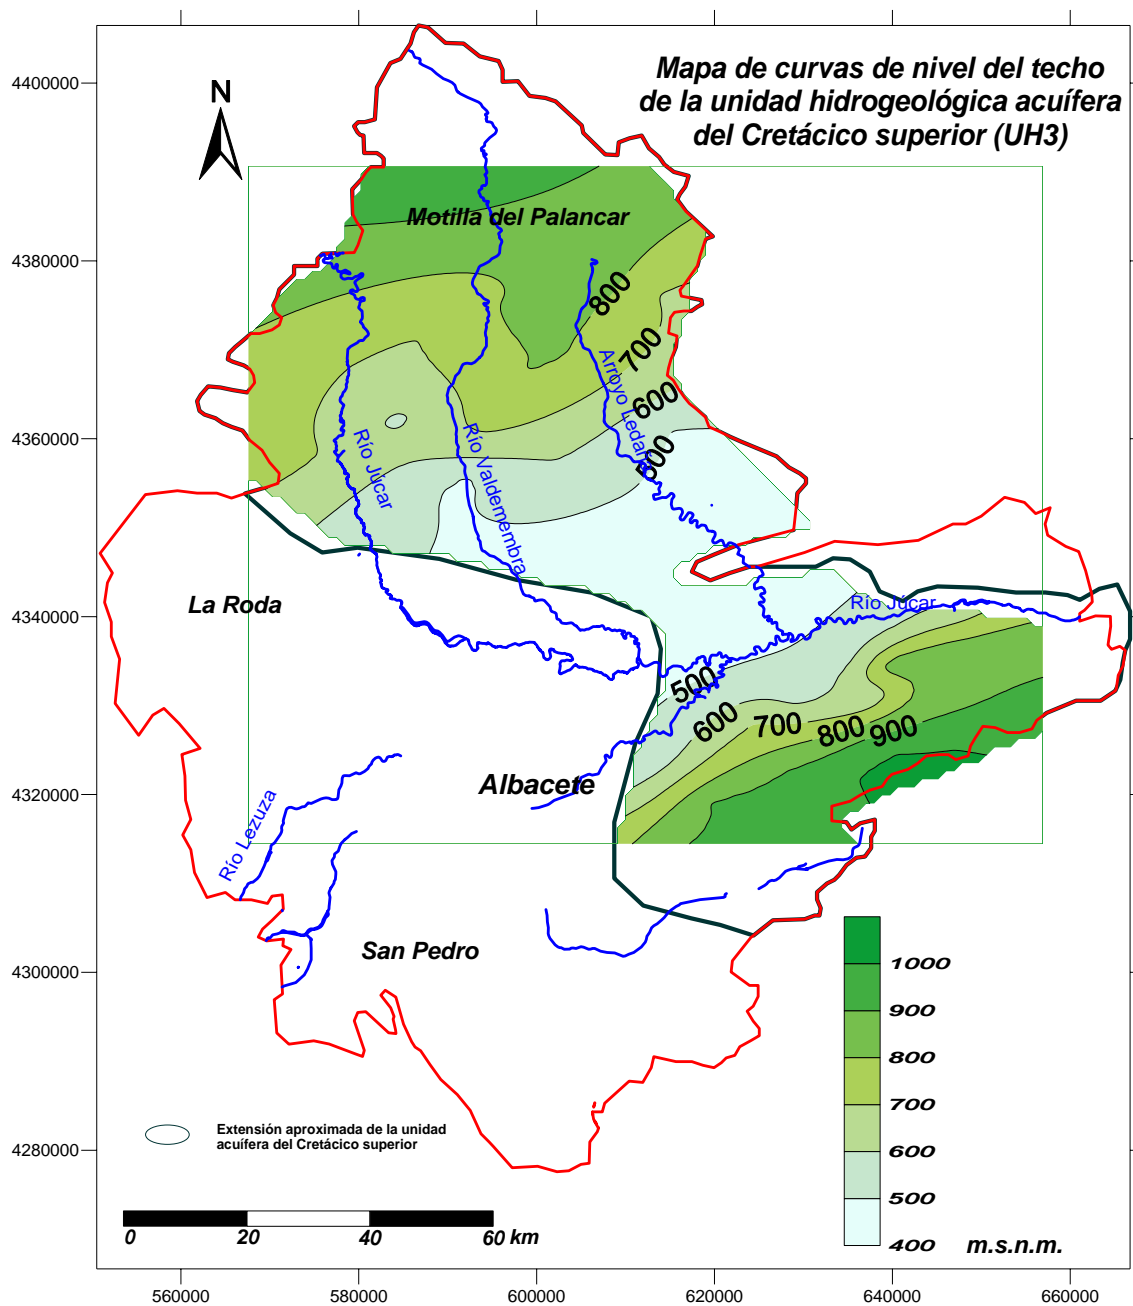 Mapa de curvas de nivel del techo
de la unidad hidrogeológica acuífera
del Cretácico superior (UH3)
N
4400000
4380000
4360000
4340000
4320000
4300000
4280000
Motilla del Palancar
800
700
600
500
Arroyo Ledaña
Río Júcar
Río Valdemembra
La Roda
Río Júcar
500
600
700
800
900
Albacete
Río Lezuza
San Pedro
1000
900
800
700
600
500
400
m.s.n.m.
Extensión aproximada de la unidad
acuífera del Cretácico superior
0 20 40 60 km
560000 580000 600000 620000 640000 660000